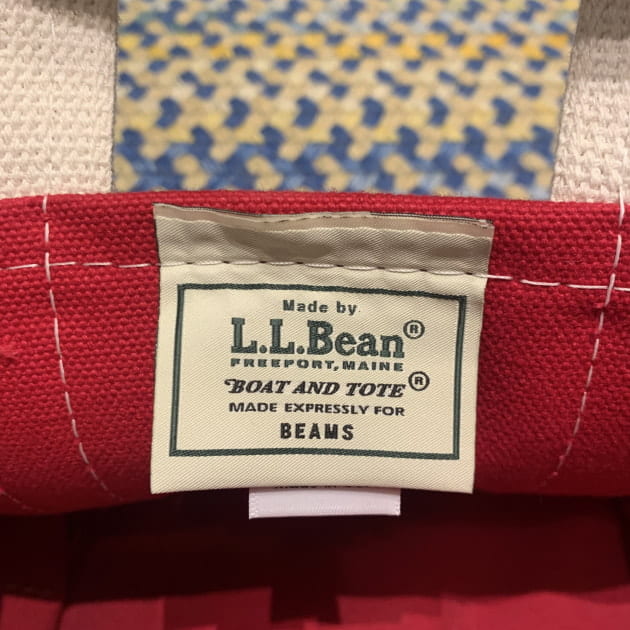 Made by
L.L.Bean®
FREEPORT, MAINE
BOAT AND TOTE®
MADE EXPRESSLY FOR
BEAMS